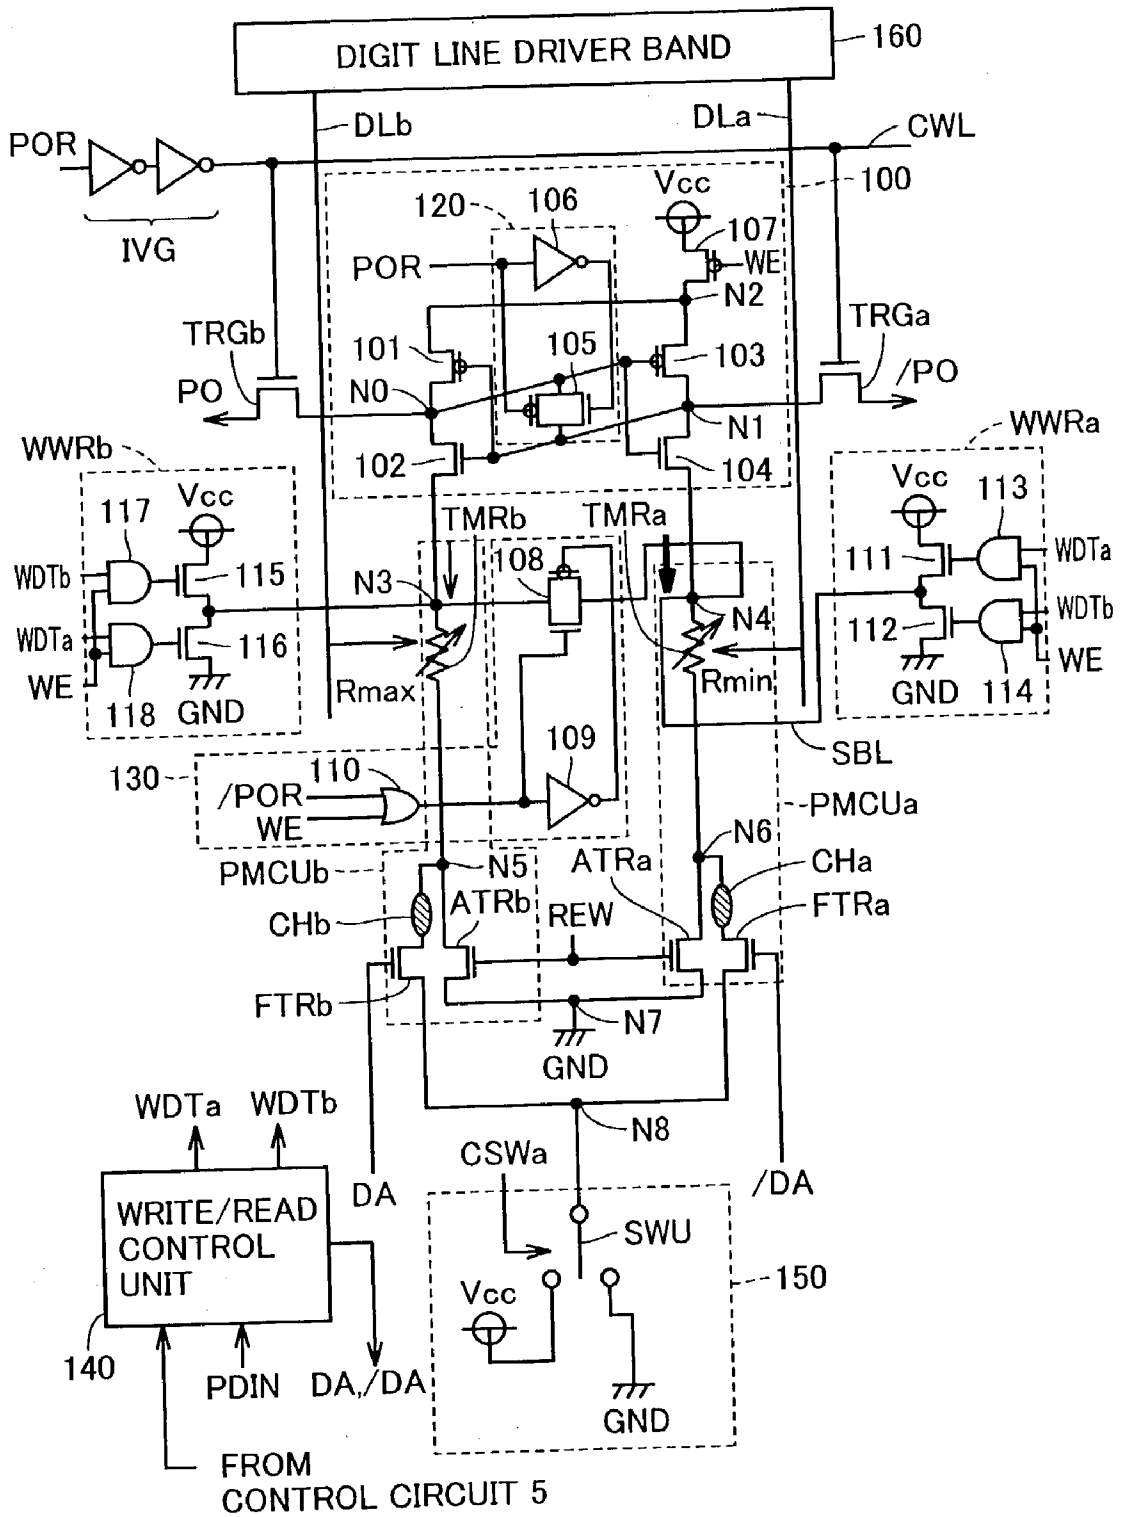 DIGIT LINE DRIVER BAND
160
DLb
DLa
CWL
POR
IVG
100
Vcc
120
106
107
POR
WE
N2
TRGb
TRGa
101
105
103
PO
N0
/PO
N1
WWRb
WWRa
102
104
Vcc
Vcc
117
113
TMRb
TMRa
108
111
WDTa
WDTb
115
N3
N4
WDTb
WDTa
116
112
WE
Rmax
Rmin
WE
118
GND
GND
114
SBL
130
110
109
/POR
WE
PMCUa
N6
PMCUb
N5
ATRa
CHa
ATRb
CHb
REW
FTRa
FTRb
N7
GND
WDTa
WDTb
N8
CSWa
DA
/DA
WRITE/READ
CONTROL
UNIT
SWU
150
Vcc
140
PDIN
DA,/DA
GND
FROM
CONTROL CIRCUIT 5